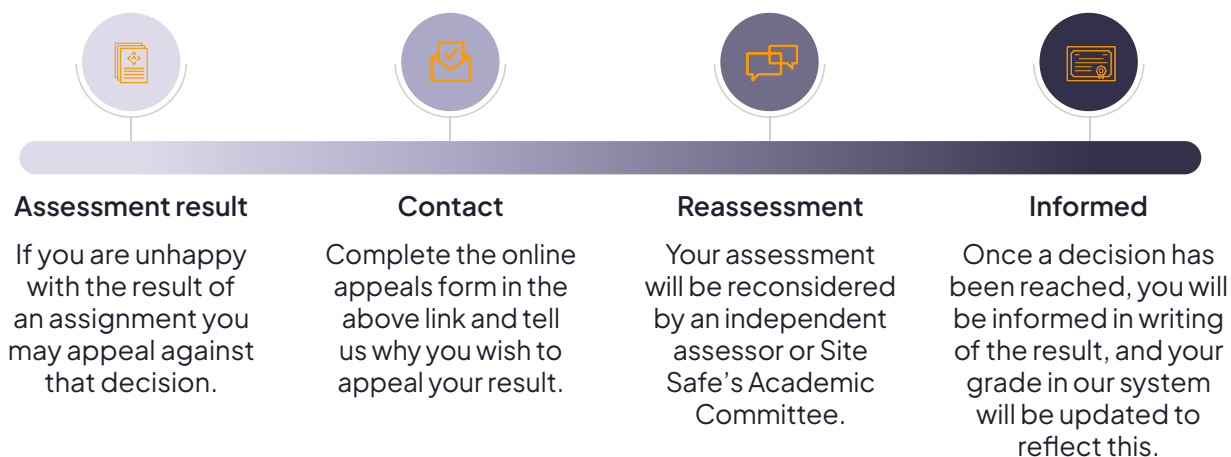 Assessment result
If you are unhappy
with the result of
an assignment you
may appeal against
that decision.
Contact
Complete the online
appeals form in the
above link and tell
us why you wish to
appeal your result.
Reassessment
Your assessment
will be reconsidered
by an independent
assessor or Site
Safe’s Academic
Committee.
Informed
Once a decision has
been reached, you will
be informed in writing
of the result, and your
grade in our system
will be updated to
reflect this.